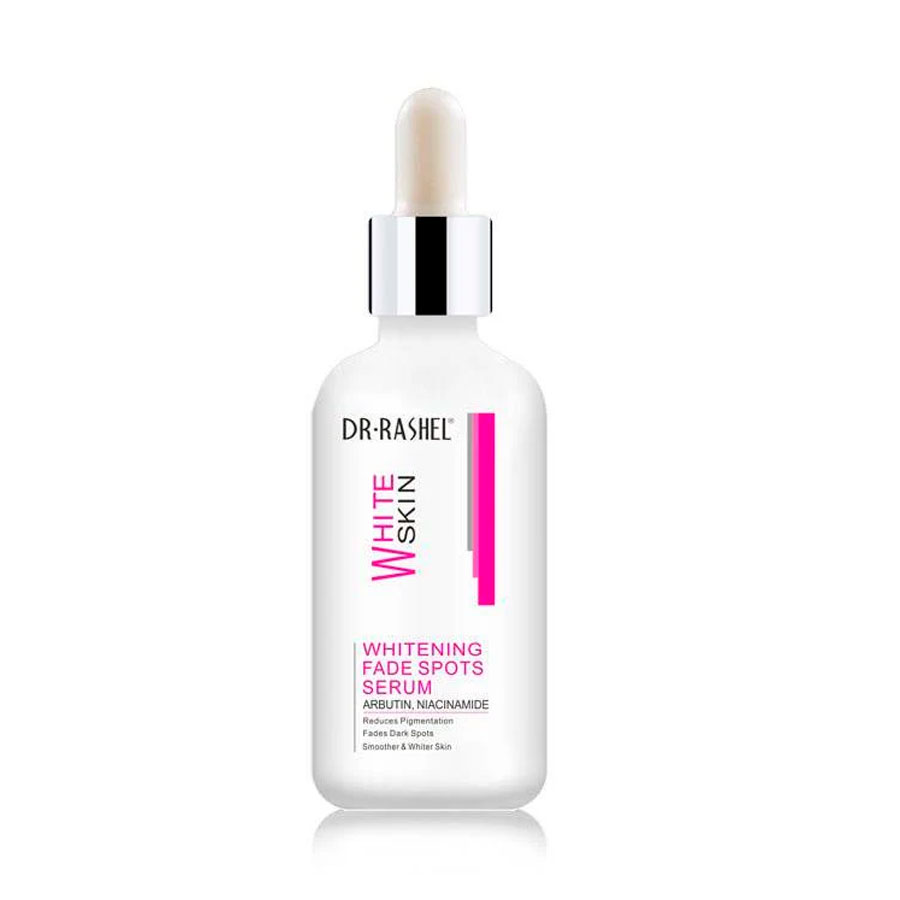 DR·RASHEL®
WHITE
SKIN
WHITENING
FADE SPOTS
SERUM
ARBUTIN, NIACINAMIDE
Reduces Pigmentation
Fades Dark Spots
Smoother & Whiter Skin